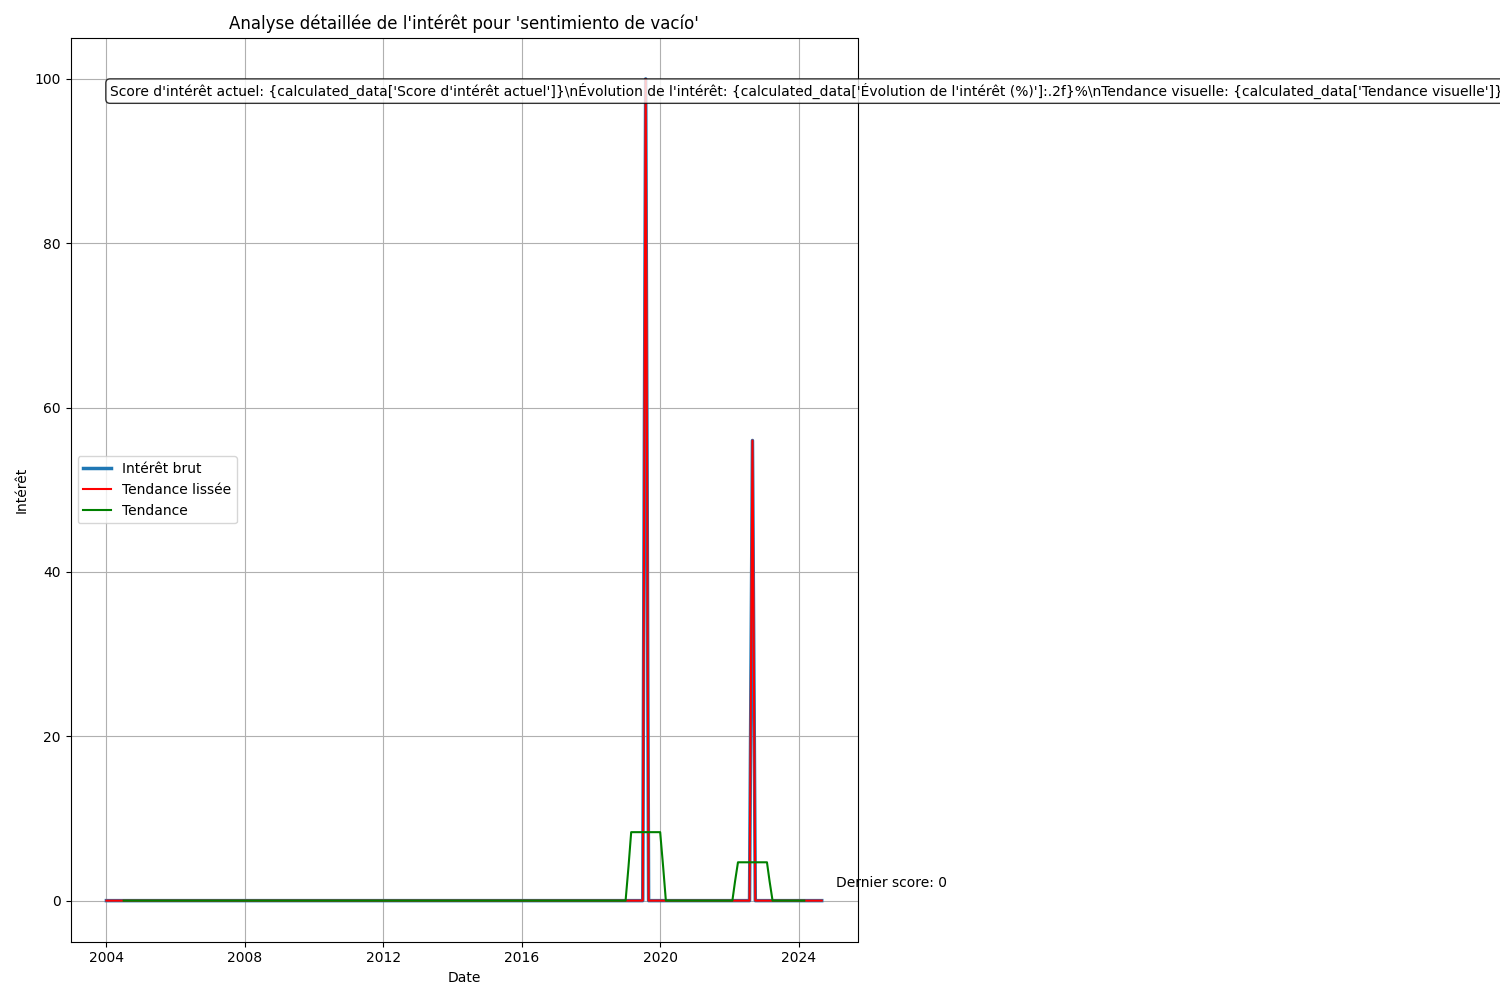 Analyse détaillée de l'intérêt pour 'sentimiento de vacío'
100
Score d'intérêt actuel: {calculated_data['Score d'intérêt actuel']}\nÉvolution de l'intérêt: {calculated_data['Évolution de l'intérêt (%)']:.2f}%\nTendance visuelle: {calculated_data['Tendance visuelle']}
80
60
Intérêt brut
Tendance lissée
Tendance
Intérêt
40
20
Dernier score: 0
0
2004 2008 2012 2016 2020 2024
Date